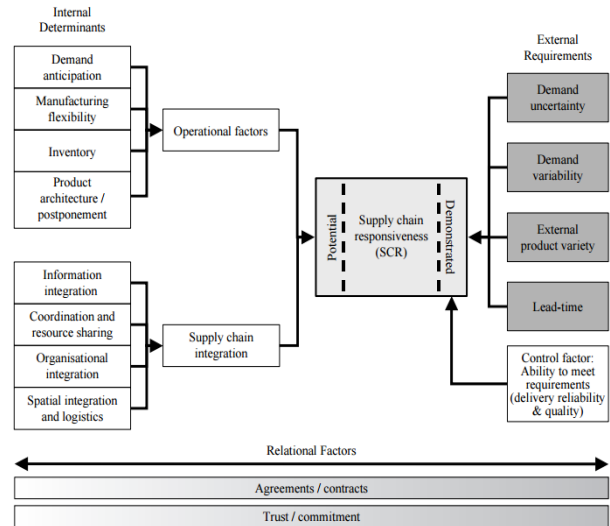 Internal
Determinants
Demand
anticipation
Manufacturing
flexibility
Inventory
Product
architecture /
postponement
Operational factors
Information
integration
Coordination and
resource sharing
Organisational
integration
Spatial integration
and logistics
Supply chain
integration
Potential
Supply chain
responsiveness
(SCR)
Demonstrated
External
Requirements
Demand
uncertainty
Demand
variability
External
product variety
Lead-time
Control factor:
Ability to meet
requirements
(delivery reliability
& quality)
Relational Factors
Agreements / contracts
Trust / commitment